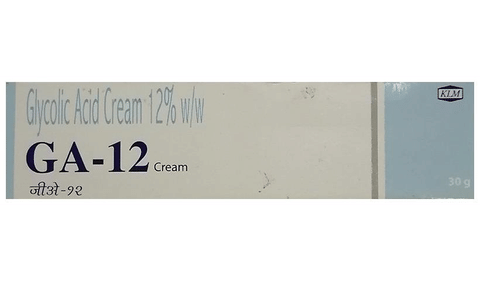 Glycolic Acid Cream 12% w/w
KLM
GA-12 Cream
जीअे-१२
30 g